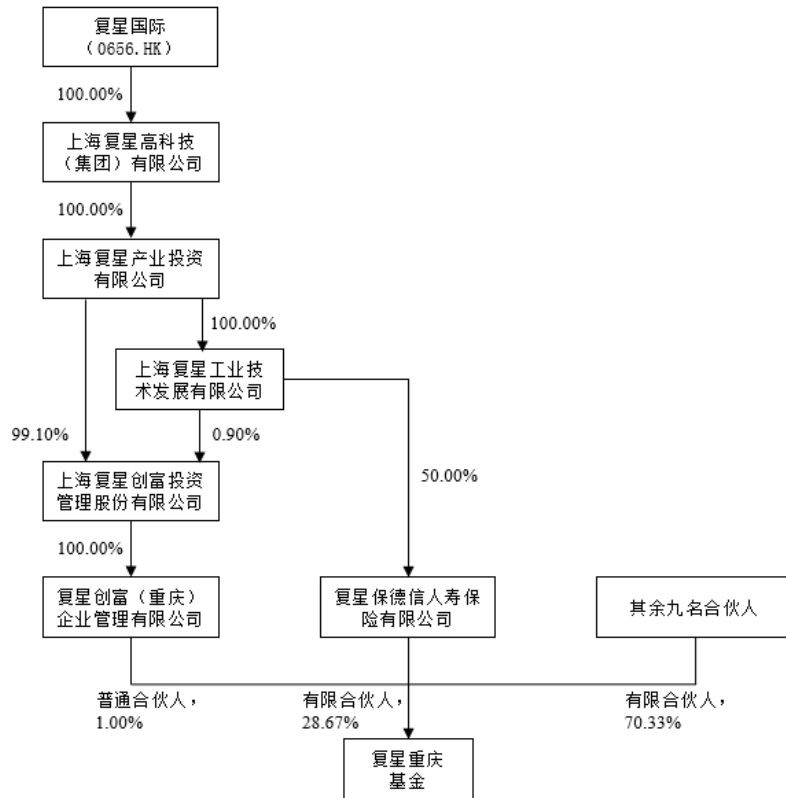 复星国际
（0656.HK）
100.00%
上海复星高科技
（集团）有限公司
100.00%
上海复星产业投资
有限公司
100.00%
上海复星工业技
术发展有限公司
99.10%
0.90%
50.00%
上海复星创富投资
管理股份有限公司
100.00%
复星创富（重庆）
企业管理有限公司
复星保德信人寿保
险有限公司
其余九名合伙人
普通合伙人，
1.00%
有限合伙人，
28.67%
有限合伙人，
70.33%
复星重庆
基金